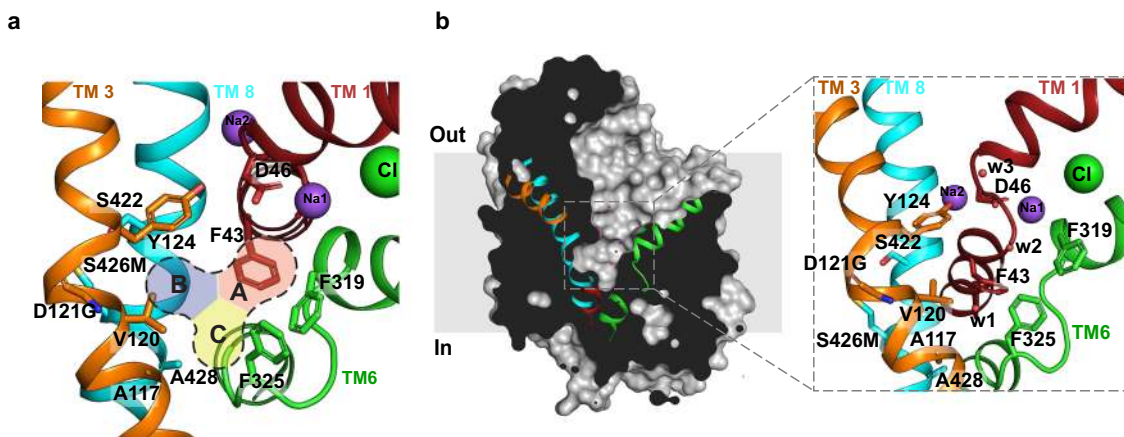 a
TM 3
TM 8
TM 1
Na2
D46
Cl
Na1
S422
Y124
F43
S426M
B
A
F319
D121G
V120
C
A428
F325
TM6
A117
b
Out
In
TM 3
TM 8
TM 1
w3
Cl
Na2
D46
Y124
Na1
S422
F319
w2
D121G
F43
V120
w1
S426M
A117
F325
TM6
A428